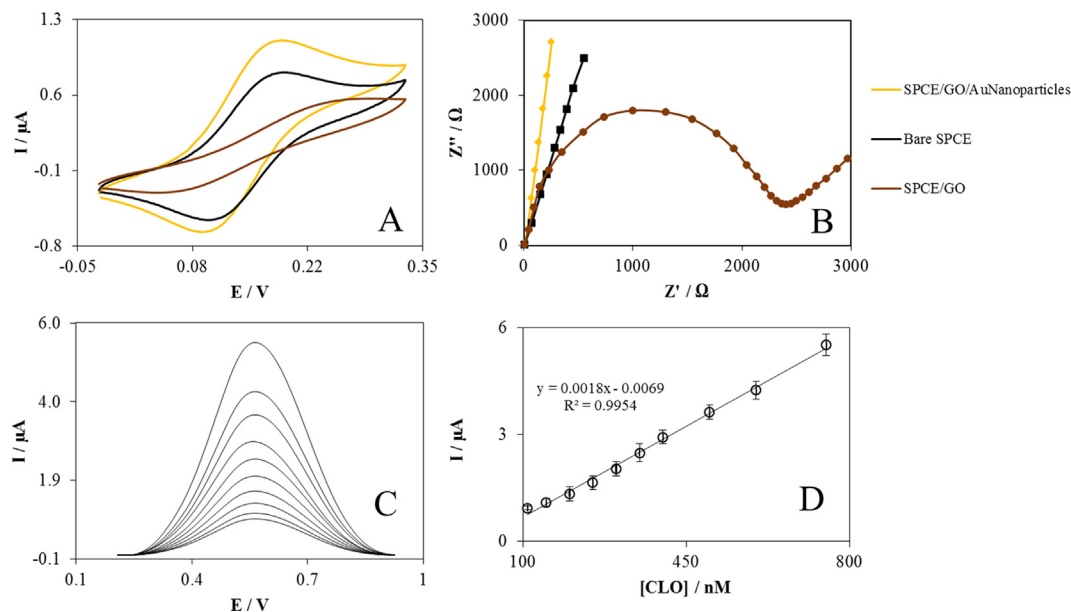 1.3
0.6
-0.1
-0.8
I / µA
-0.05
0.08
0.22
0.35
E / V
A
3000
2000
1000
0
Z'' / Ω
0
1000
2000
3000
Z' / Ω
B
SPCE/GO/AuNanoparticles
Bare SPCE
SPCE/GO
6.0
4.0
1.9
-0.1
I / µA
0.1
0.4
0.7
1
E / V
C
6
3
0
I / µA
y = 0.0018x - 0.0069
R² = 0.9954
100
450
800
[CLO] / nM
D